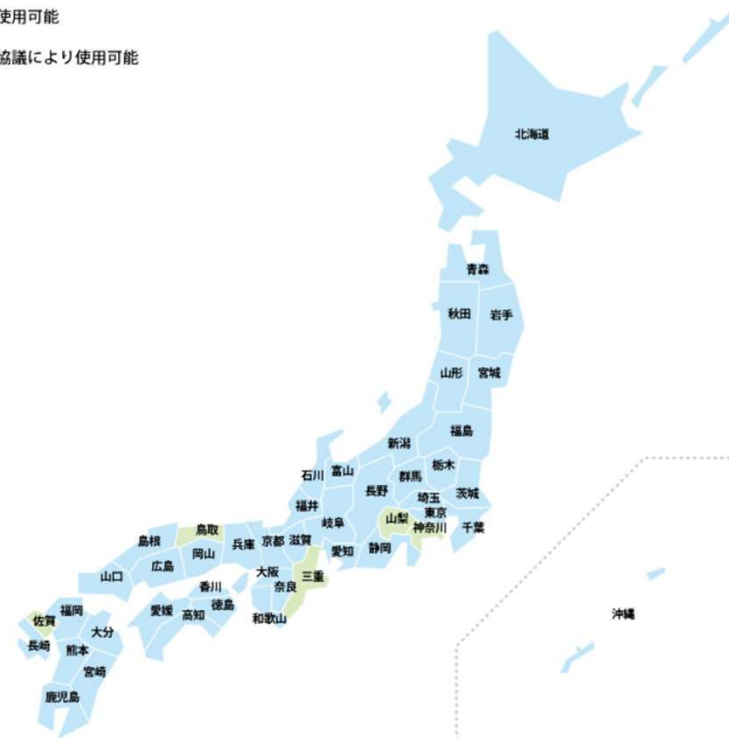 使用可能
協議により使用可能
北海道
青森
秋田
岩手
山形
宮城
福島
新潟
栃木
石川
富山
群馬
長野
茨城
埼玉
福井
東京
山梨
岐阜
神奈川
千葉
鳥取
島根
兵庫
京都
滋賀
愛知
静岡
岡山
広島
大阪
山口
三重
香川
奈良
徳島
福岡
愛媛
高知
和歌山
佐賀
大分
長崎
熊本
沖縄
宮崎
鹿児島